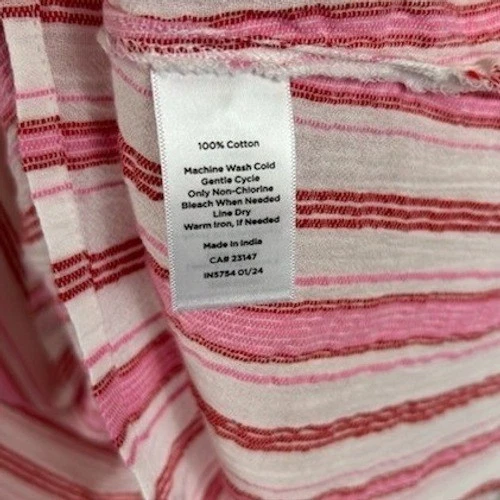 100% Cotton
Machine Wash Cold
Gentle Cycle
Only Non-Chlorine
Bleach When Needed
Line Dry
Warm Iron, if Needed
Made in India
CA# 23147
IN5754 01/24